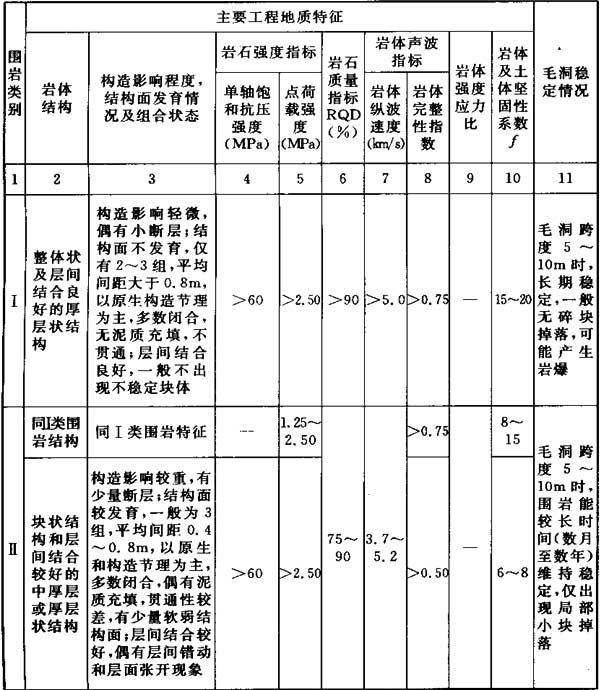 围
岩
类
别
主要工程地质特征
毛洞稳
定情况
岩体
结构
构造影响程度,
结构面发育情
况及组合状态
岩石强度指标
单轴饱
和抗压
强度
(MPa)
点荷
载强
度
(MPa)
岩石
质量
指标
RQD
(%)
岩体声波
指标
岩体
纵波
速度
(km/s)
岩体
完整
性指
数
岩体
强度
应力
比
岩体
及土
体坚
固性
系数
f
1 2 3 4 5 6 7 8 9 10 11
Ⅰ
整体状
及层间
结合良
好的厚
层状结
构
构造影响轻微,
偶有小断层;结
构面不发育,仅
有2~3组,平均
间距大于0.8m,
以原生构造节理
为主,多数闭合,
无泥质充填,不
贯通;层间结合
良好,一般不出
现不稳定块体
>60
>2.50
>90
>5.0
>0.75
—
15~20
毛洞跨
度5~
10m时,
长期稳
定,一般
无碎块
掉落,可
能产生
岩爆
Ⅱ
同Ⅰ类围
岩结构
同Ⅰ类围岩特征
—
1.25~
2.50
>0.75
8~
15
块状结
构和层
间结合
较好的
中厚层
或厚层
状结构
构造影响较重,有
少量断层;结构面
较发育,一般为3
组,平均间距0.4
~0.8m,以原生
和构造节理为主,
多数闭合,偶有泥
质充填,贯通性较
差,有少量软弱结
构面;层间结合较
好,偶有层间错动
和层面张开现象
>60
>2.50
75~
90
3.7~
5.2
>0.50
—
6~8
毛洞跨
度5~
10m时,
围岩能
较长时
间(数月
至数年)
维持稳
定,仅出
现局部
小块掉
落